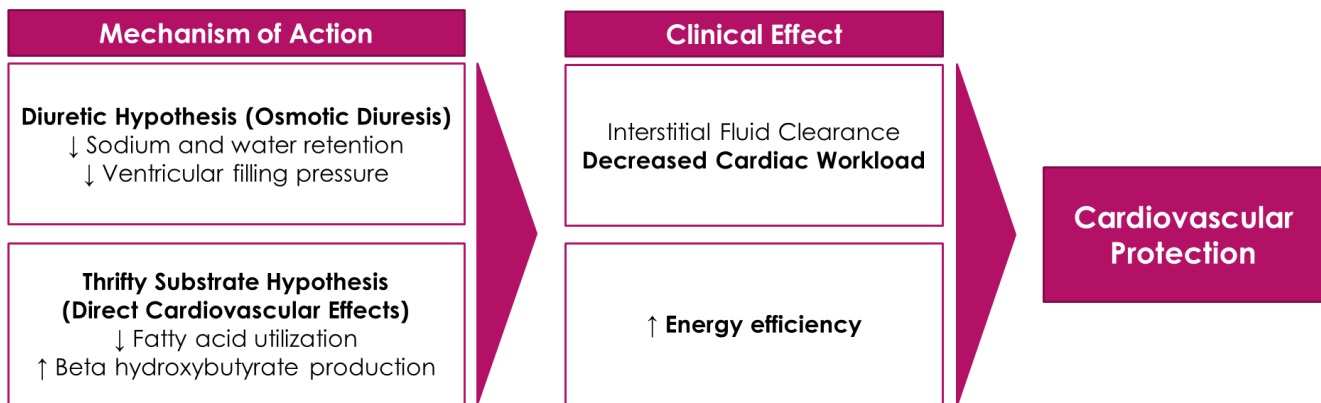 Mechanism of Action
Diuretic Hypothesis (Osmotic Diuresis)
↓ Sodium and water retention
↓ Ventricular filling pressure
Thrifty Substrate Hypothesis
(Direct Cardiovascular Effects)
↓ Fatty acid utilization
↑ Beta hydroxybutyrate production
Clinical Effect
Interstitial Fluid Clearance
Decreased Cardiac Workload
↑ Energy efficiency
Cardiovascular
Protection